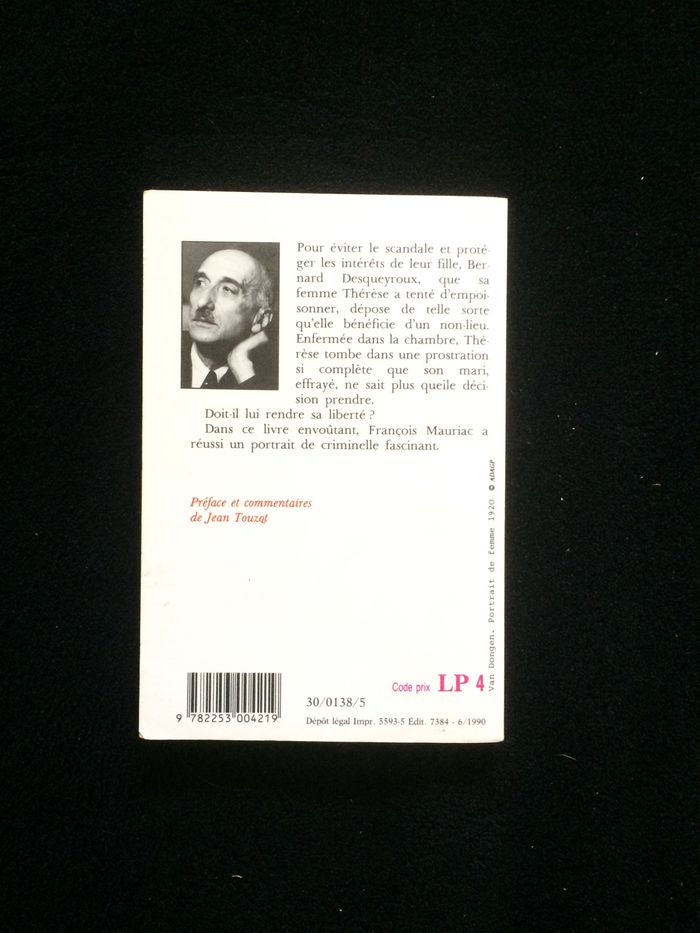 Pour éviter le scandale et proté-
ger les intérêts de leur fille, Ber-
nard Desqueyroux, que sa
femme Thérèse a tenté d'empoi-
sonner, dépose de telle sorte
qu'elle bénéficie d'un non-lieu.
Enfermée dans la chambre, Thé-
rèse tombe dans une prostration
si complète que son mari,
effrayé, ne sait plus queile déci-
sion prendre.
Doit-il lui rendre sa liberté ?
Dans ce livre envoûtant, François Mauriac a
réussi un portrait de criminelle fascinant.
Préface et commentaires
de Jean Touzot
Van Dongen. Portrait de femme 1920 © ADAGP
Code prix LP 4
30/0138/5
9 782253 004219
Dépôt légal Impr. 5593-5 Édit. 7384 - 6/1990